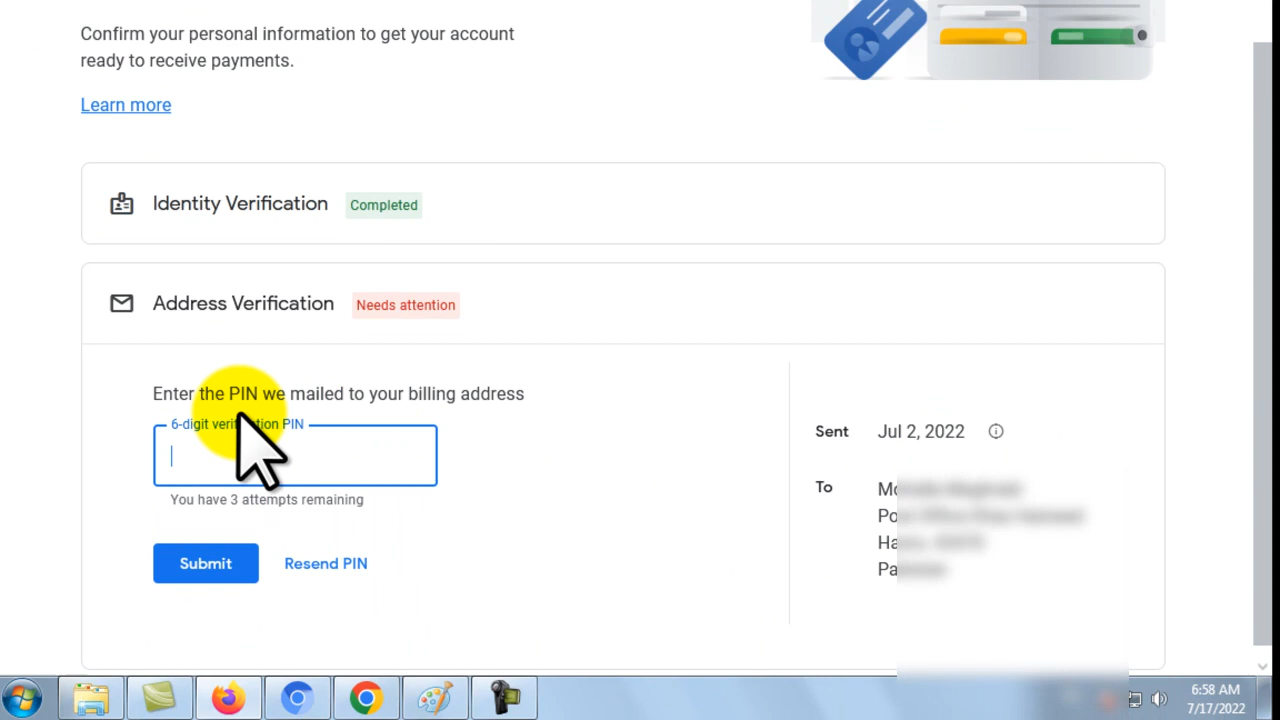 Confirm your personal information to get your account
ready to receive payments.
Learn more
Identity Verification Completed
Address Verification Needs attention
Enter the PIN we mailed to your billing address
6-digit verification PIN
You have 3 attempts remaining
Submit Resend PIN
Sent Jul 2, 2022
To
6:58 AM
7/17/2022